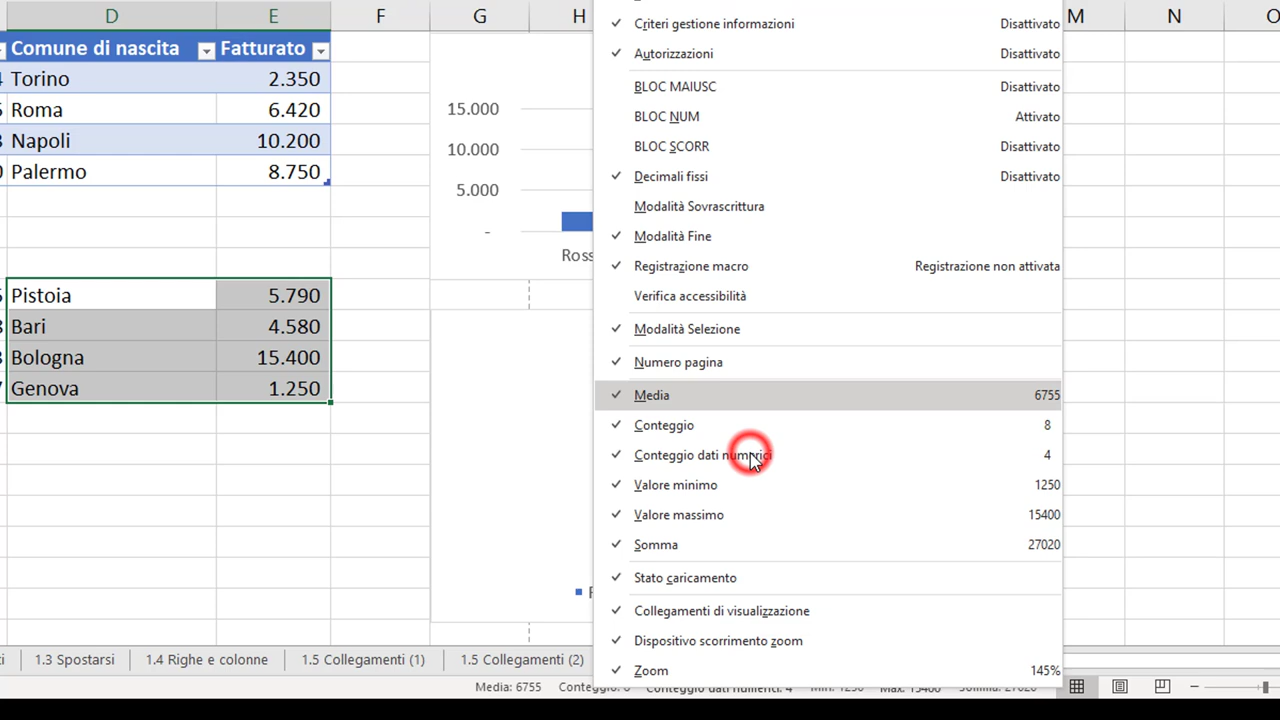 D E F G H M N
Comune di nascita Fatturato
Torino 2.350
Roma 6.420
Napoli 10.200
Palermo 8.750
Pistoia 5.790
Bari 4.580
Bologna 15.400
Genova 1.250
15.000
10.000
5.000
-
Ross
Criteri gestione informazioni Disattivato
Autorizzazioni Disattivato
BLOC MAIUSC Disattivato
BLOC NUM Attivato
BLOC SCORR Disattivato
Decimali fissi Disattivato
Modalità Sovrascrittura
Modalità Fine
Registrazione macro Registrazione non attivata
Verifica accessibilità
Modalità Selezione
Numero pagina
Media 6755
Conteggio 8
Conteggio dati numerici 4
Valore minimo 1250
Valore massimo 15400
Somma 27020
Stato caricamento
Collegamenti di visualizzazione
Dispositivo scorrimento zoom
Zoom 145%
1.3 Spostarsi 1.4 Righe e colonne 1.5 Collegamenti (1) 1.5 Collegamenti (2)
Media: 6755